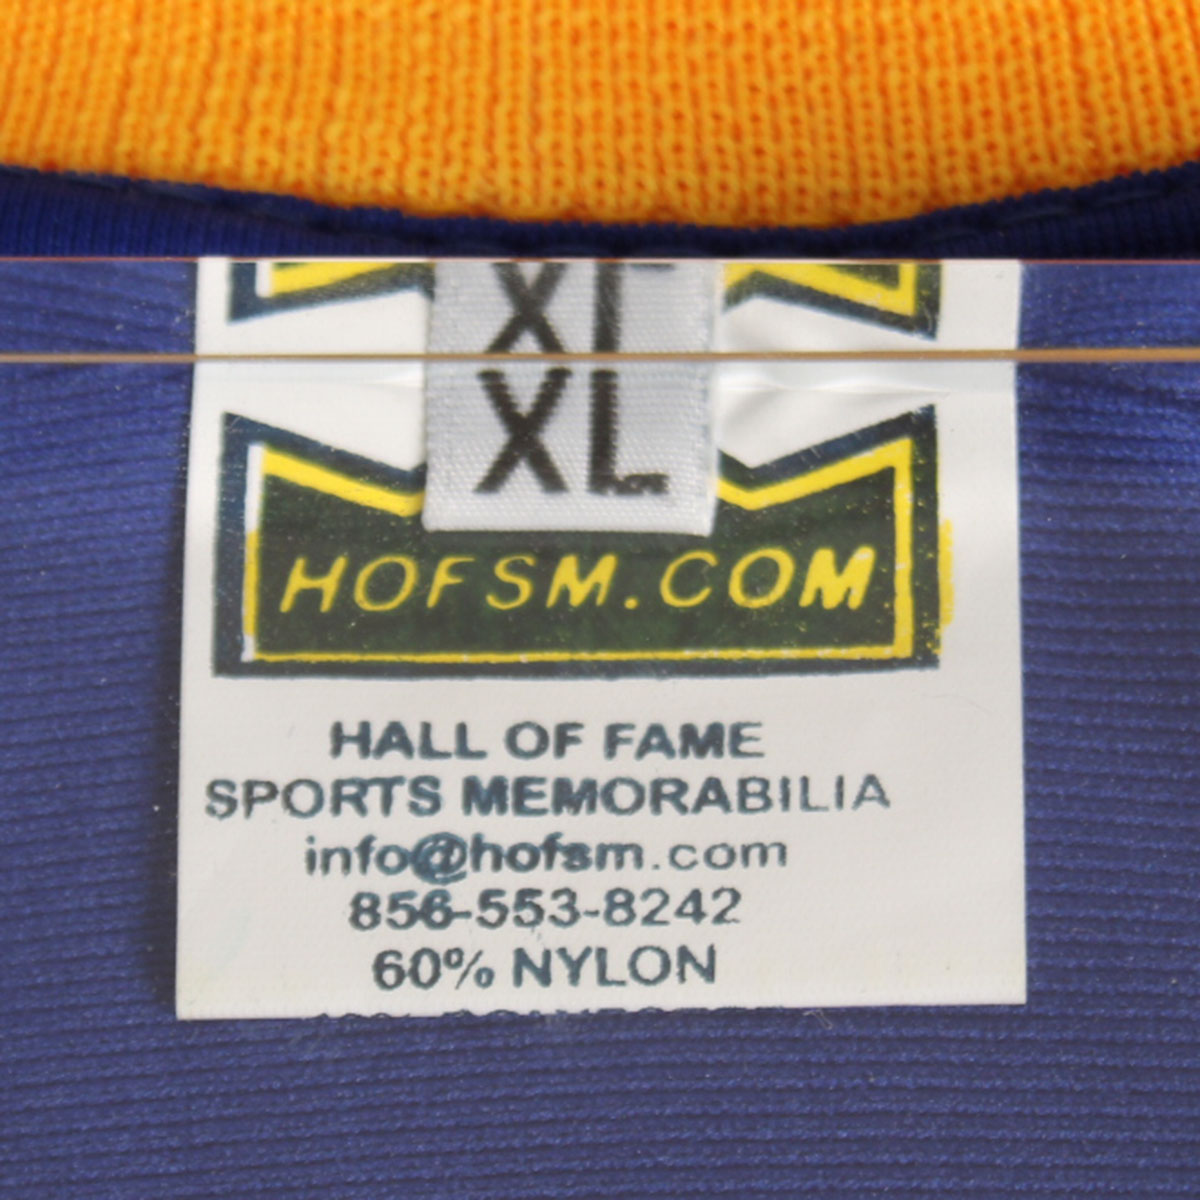 XL
XL
HOFSM.COM
HALL OF FAME
SPORTS MEMORABILIA
info@hofsm.com
856-553-8242
60% NYLON